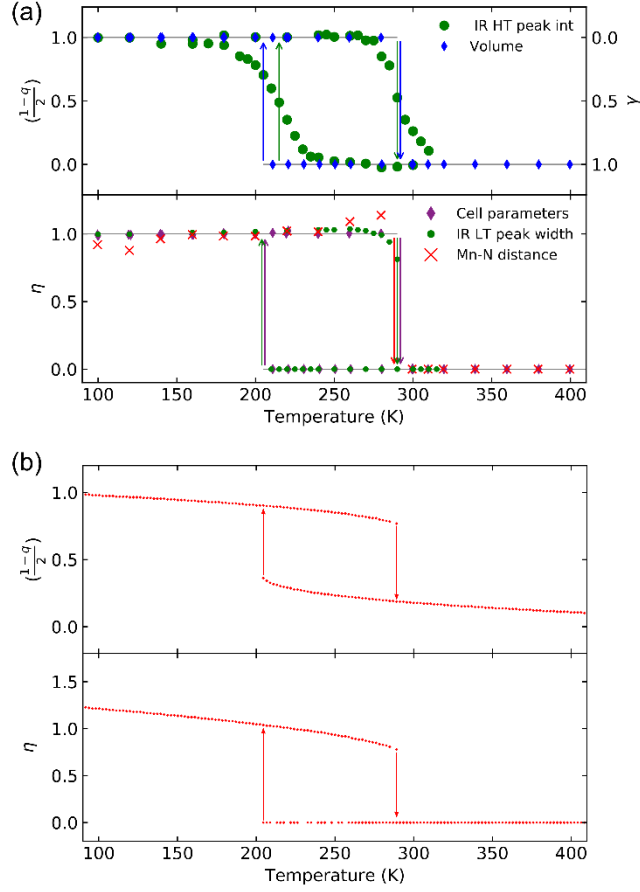 (a)
IR HT peak int
Volume
1.0
0.5
0.0
(1−q/2)
0.0
0.5
1.0
γ
Cell parameters
IR LT peak width
Mn-N distance
1.0
0.5
0.0
η
100 150 200 250 300 350 400
Temperature (K)
(b)
1.0
0.5
0.0
(1−q/2)
1.5
1.0
0.5
0.0
η
100 150 200 250 300 350 400
Temperature (K)